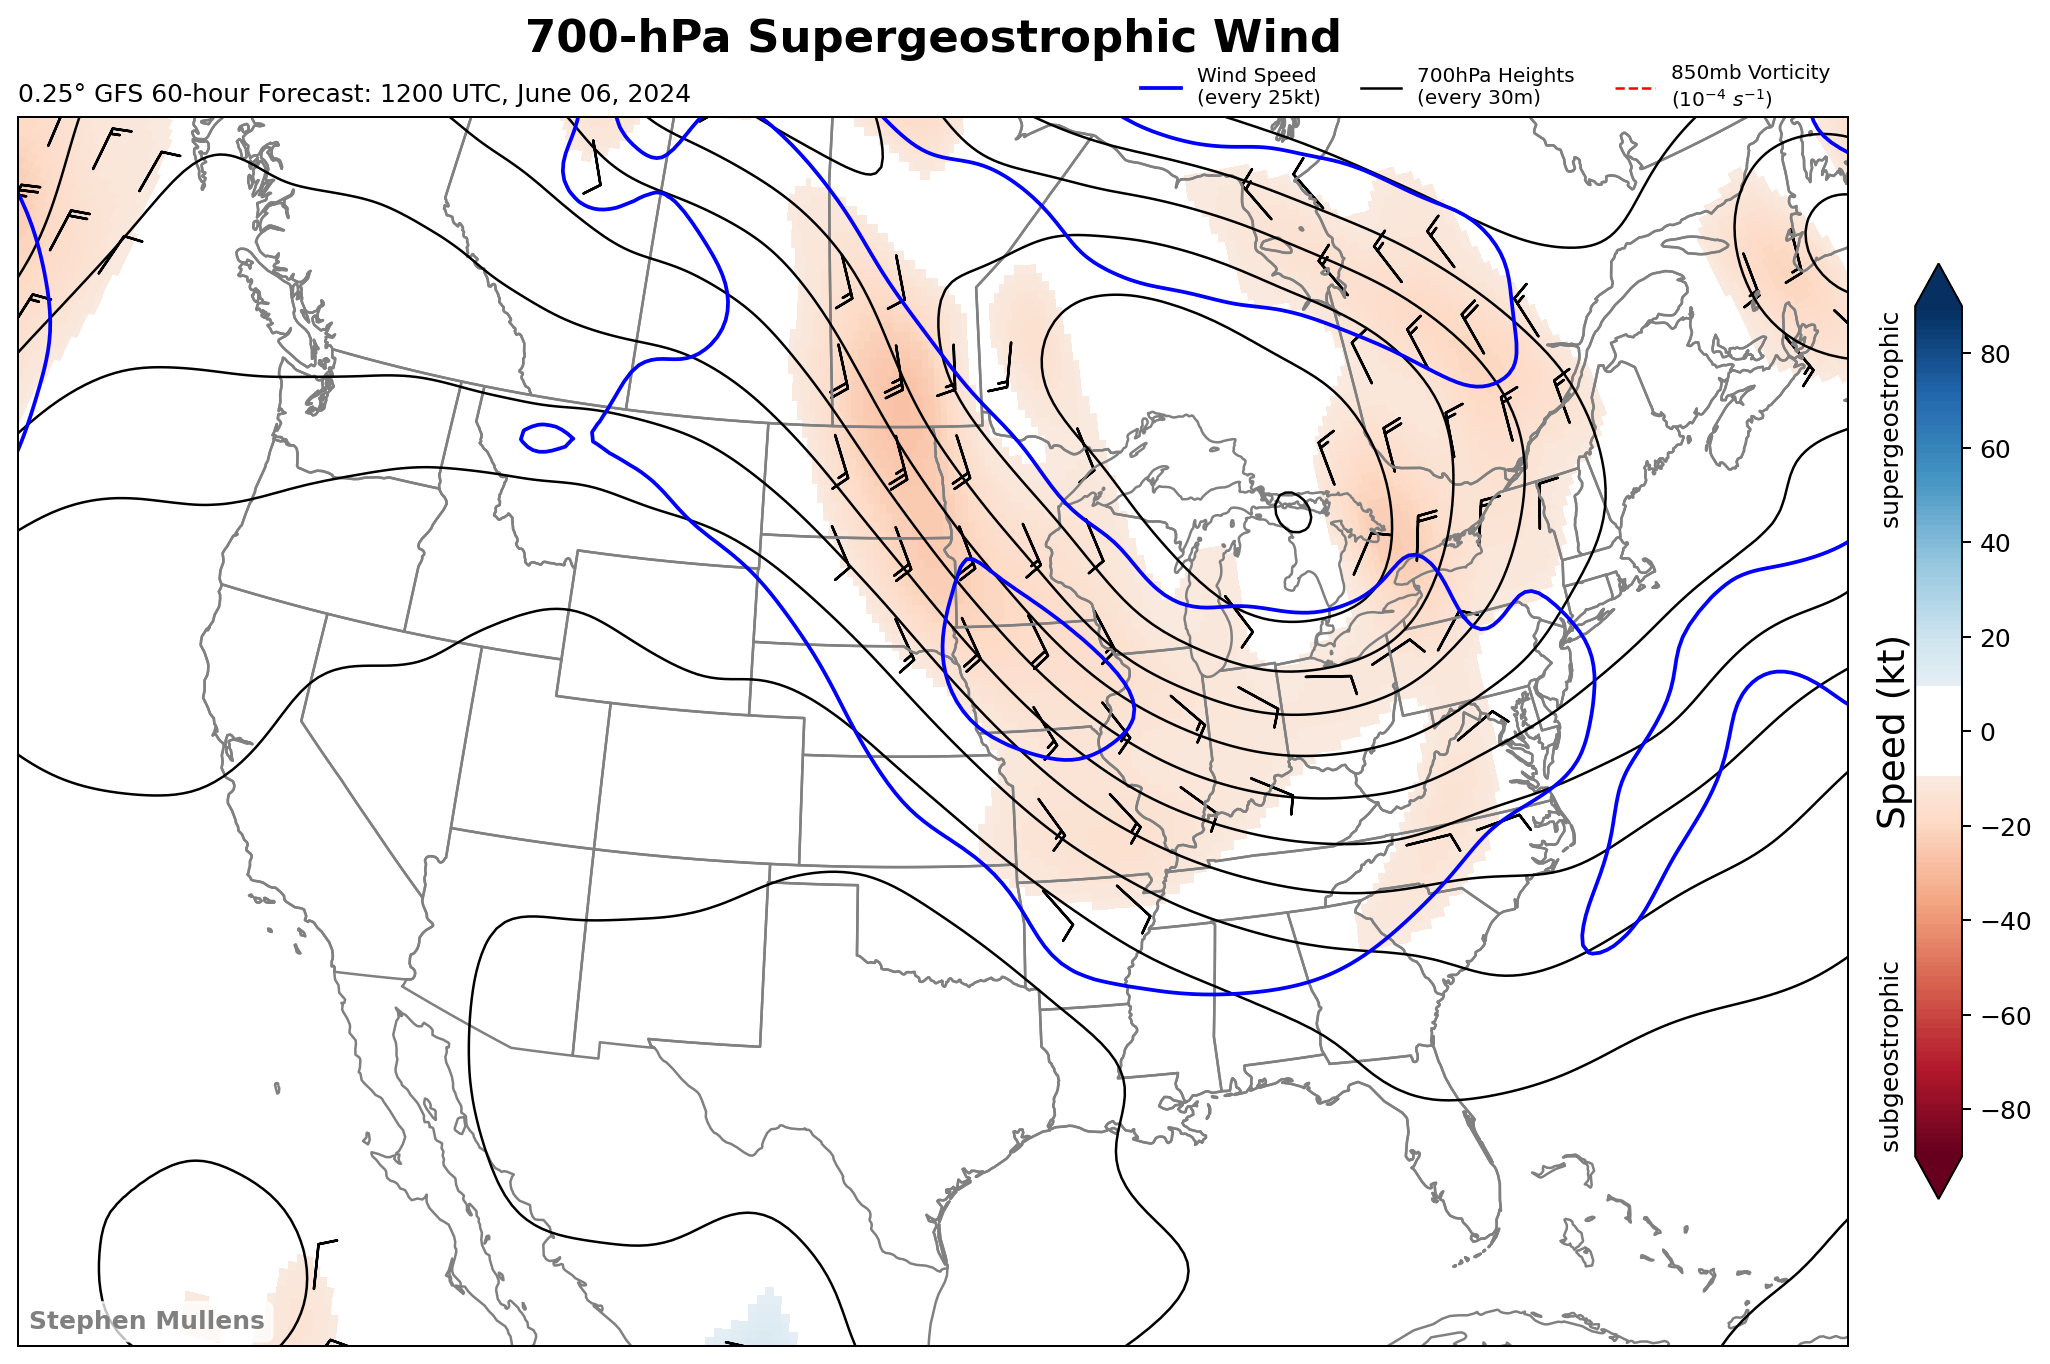 700-hPa Supergeostrophic Wind
0.25° GFS 60-hour Forecast: 1200 UTC, June 06, 2024
Wind Speed
(every 25kt)
700hPa Heights
(every 30m)
850mb Vorticity
(10⁻⁴ s⁻¹)
supergeostrophic
Speed (kt)
subgeostrophic
80
60
40
20
0
−20
−40
−60
−80
Stephen Mullens